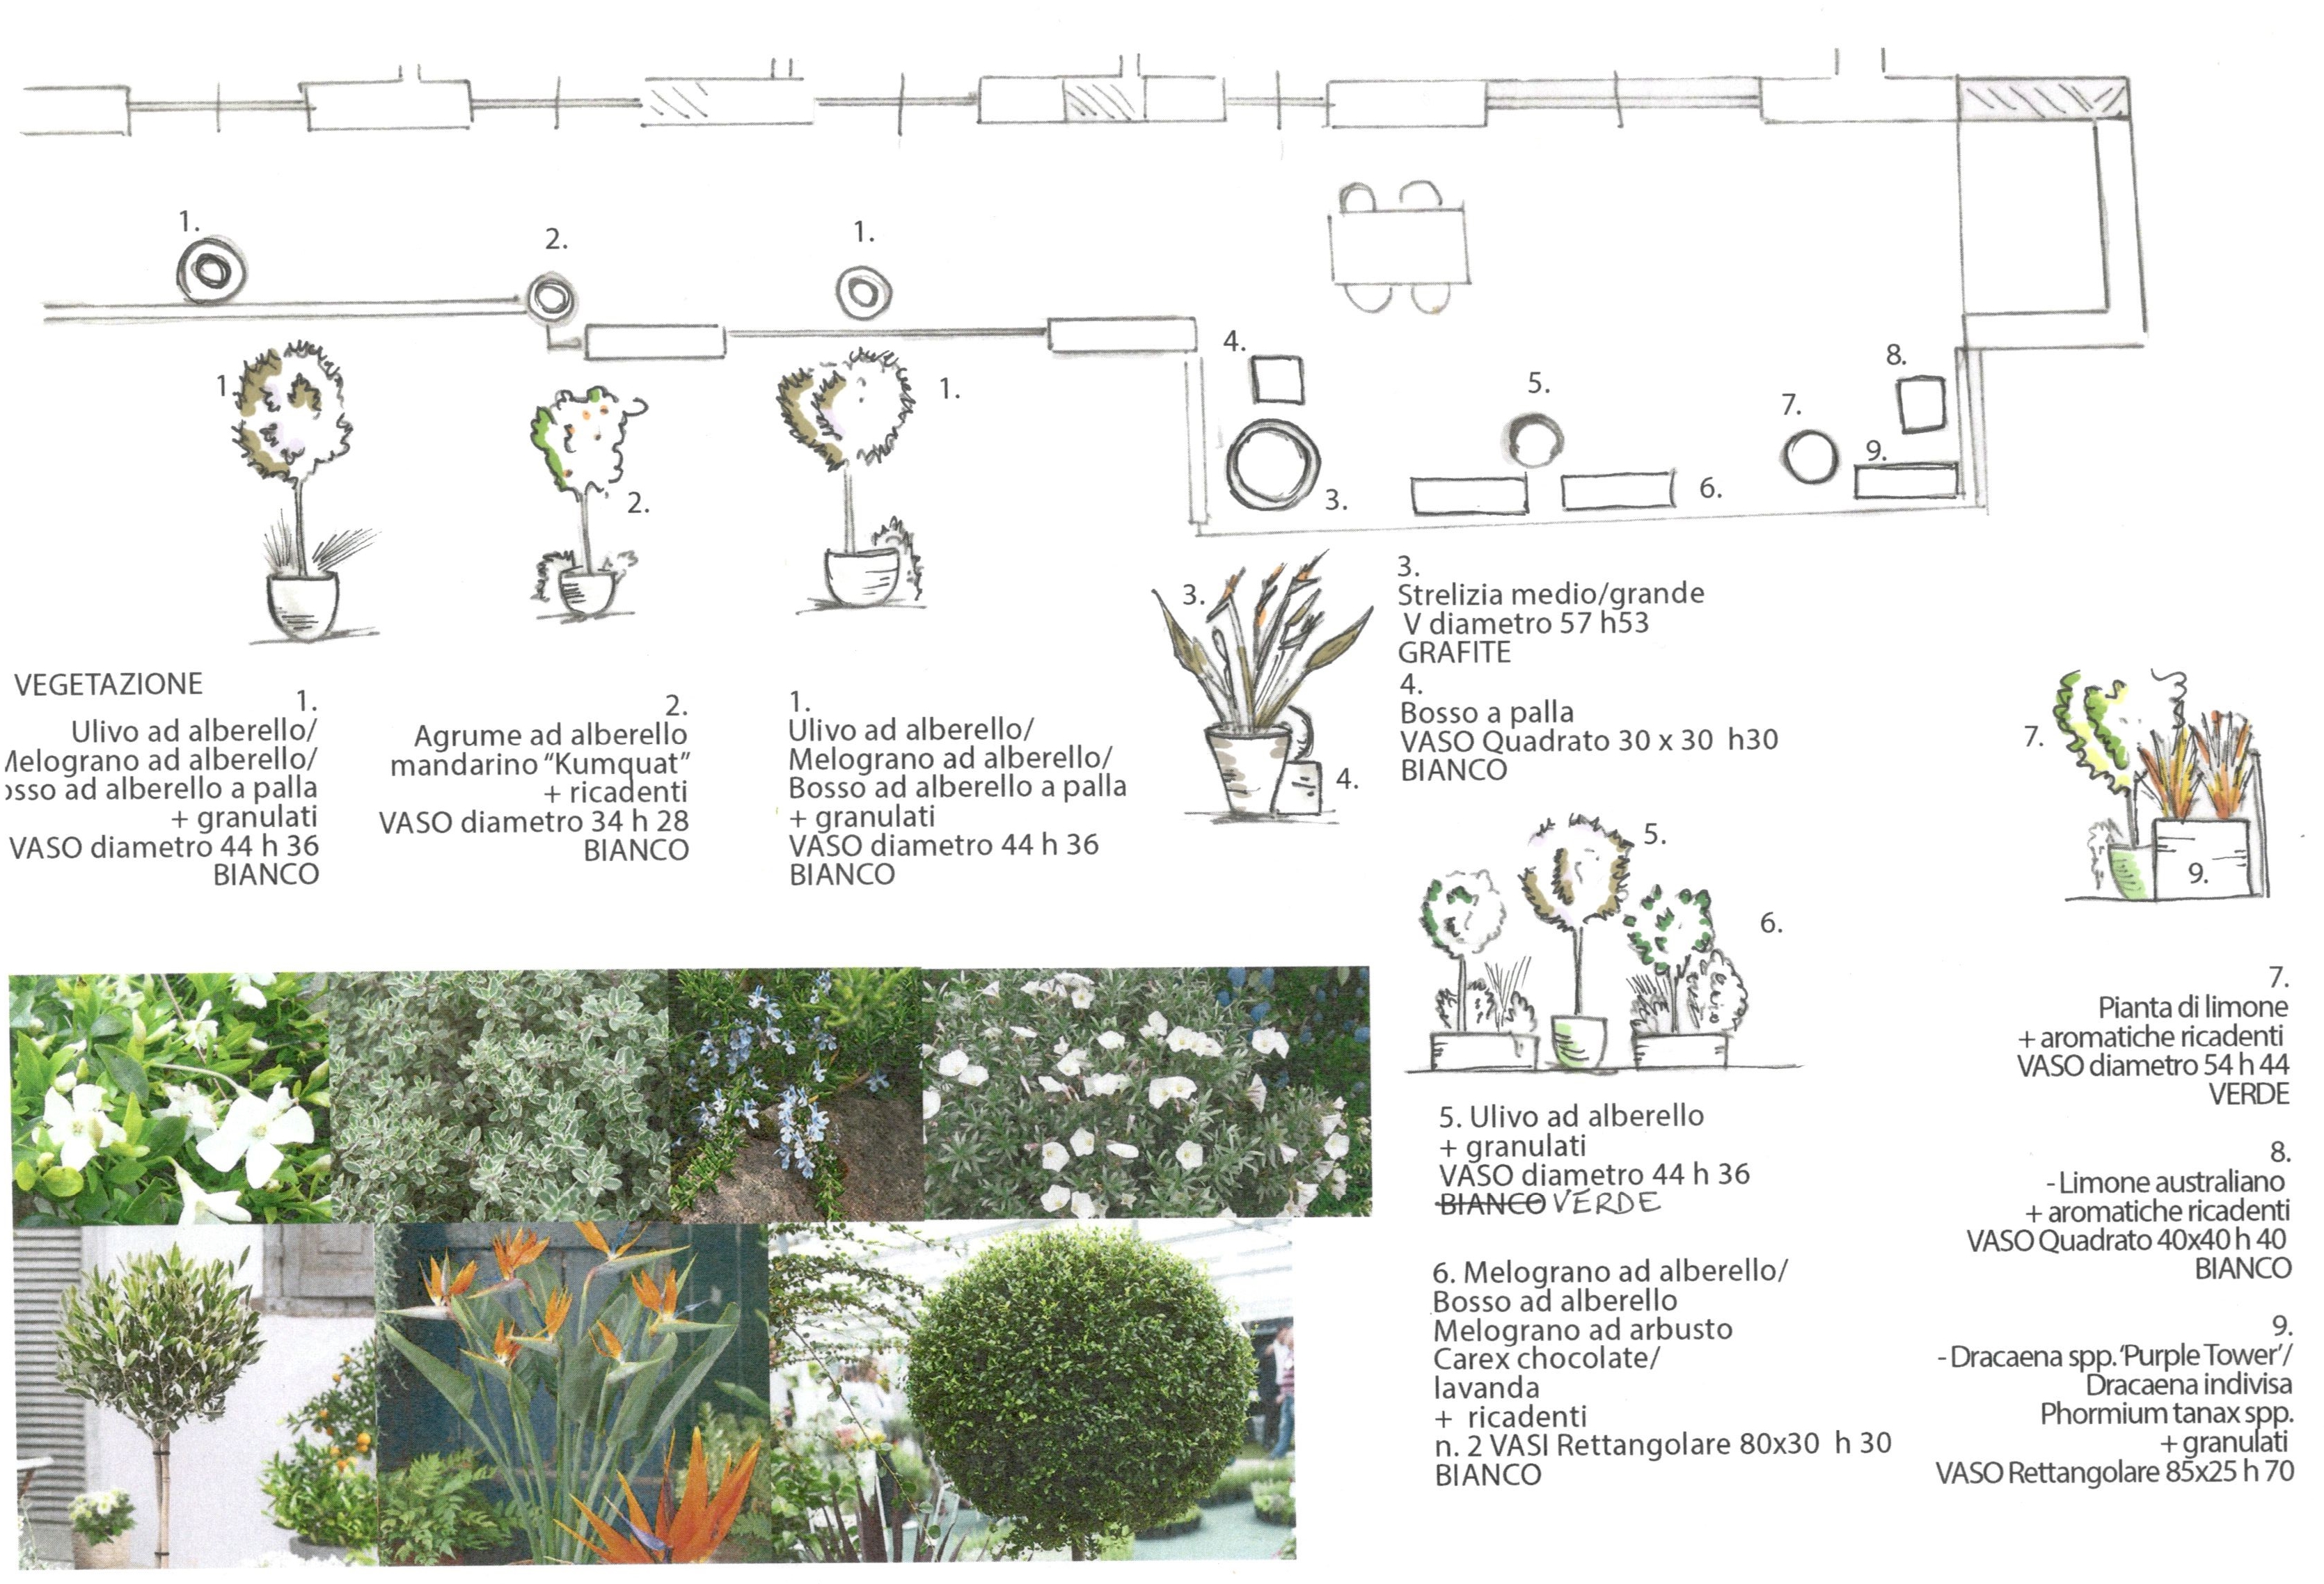 1.
2.
1.
4.
5.
7.
8.
9.
3.
6.
1.
2.
1.
3.
4.
VEGETAZIONE
1.
Ulivo ad alberello/
Melograno ad alberello/
osso ad alberello a palla
+ granulati
VASO diametro 44 h 36
BIANCO
2.
Agrume ad alberello
mandarino "Kumquat"
+ ricadenti
VASO diametro 34 h 28
BIANCO
1.
Ulivo ad alberello/
Melograno ad alberello/
Bosso ad alberello a palla
+ granulati
VASO diametro 44 h 36
BIANCO
3.
Strelizia medio/grande
V diametro 57 h53
GRAFITE
4.
Bosso a palla
VASO Quadrato 30 x 30 h30
BIANCO
5.
6.
5. Ulivo ad alberello
+ granulati
VASO diametro 44 h 36
BIANCO VERDE
6. Melograno ad alberello/
Bosso ad alberello
Melograno ad arbusto
Carex chocolate/
lavanda
+ ricadenti
n. 2 VASI Rettangolare 80x30 h 30
BIANCO
7.
9.
7.
Pianta di limone
+ aromatiche ricadenti
VASO diametro 54 h 44
VERDE
8.
- Limone australiano
+ aromatiche ricadenti
VASO Quadrato 40x40 h 40
BIANCO
9.
- Dracaena spp. 'Purple Tower'/
Dracaena indivisa
Phormium tanax spp.
+ granulati
VASO Rettangolare 85x25 h 70